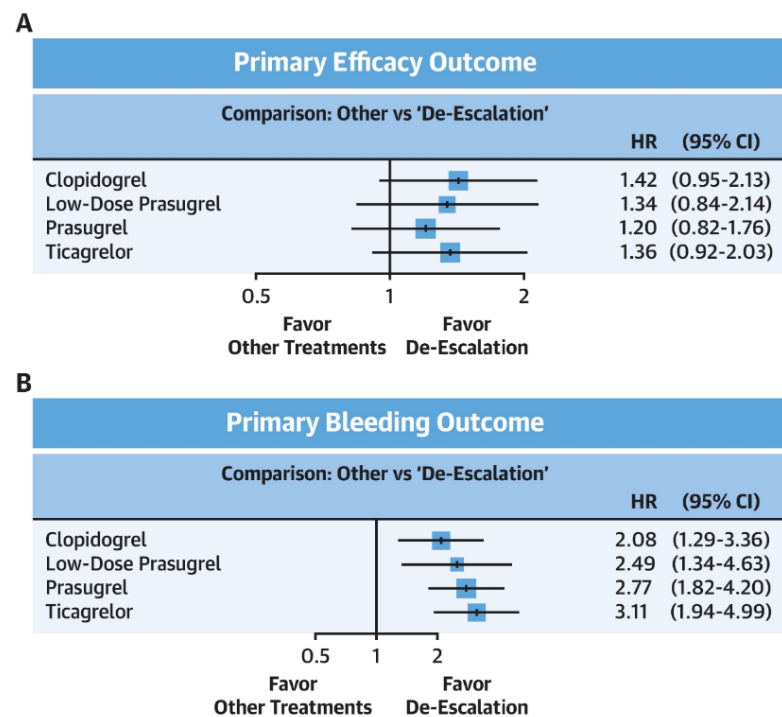 A
Primary Efficacy Outcome
Comparison: Other vs ‘De-Escalation’
HR (95% CI)
Clopidogrel 1.42 (0.95-2.13)
Low-Dose Prasugrel 1.34 (0.84-2.14)
Prasugrel 1.20 (0.82-1.76)
Ticagrelor 1.36 (0.92-2.03)
0.5 1 2
Favor Favor
Other Treatments De-Escalation
B
Primary Bleeding Outcome
Comparison: Other vs ‘De-Escalation’
HR (95% CI)
Clopidogrel 2.08 (1.29-3.36)
Low-Dose Prasugrel 2.49 (1.34-4.63)
Prasugrel 2.77 (1.82-4.20)
Ticagrelor 3.11 (1.94-4.99)
0.5 1 2
Favor Favor
Other Treatments De-Escalation